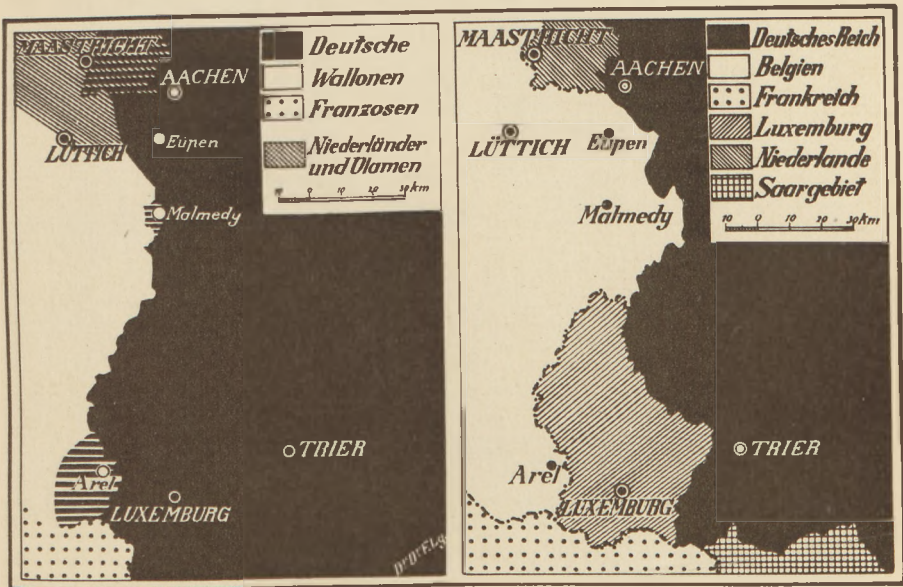 MAASTRICHT
Deutsche
AACHEN
Wallonen
Franzosen
LÜTTICH
Eupen
Niederländer
und Vlamen
0 10 20 30 km
Malmedy
TRIER
Arel
LUXEMBURG
MAASTRICHT
Deutsches Reich
AACHEN
Belgien
Frankreich
LÜTTICH
Eupen
Luxemburg
Niederlande
Saargebiet
Malmedy
10 0 10 20 30 km
TRIER
Arel
LUXEMBURG